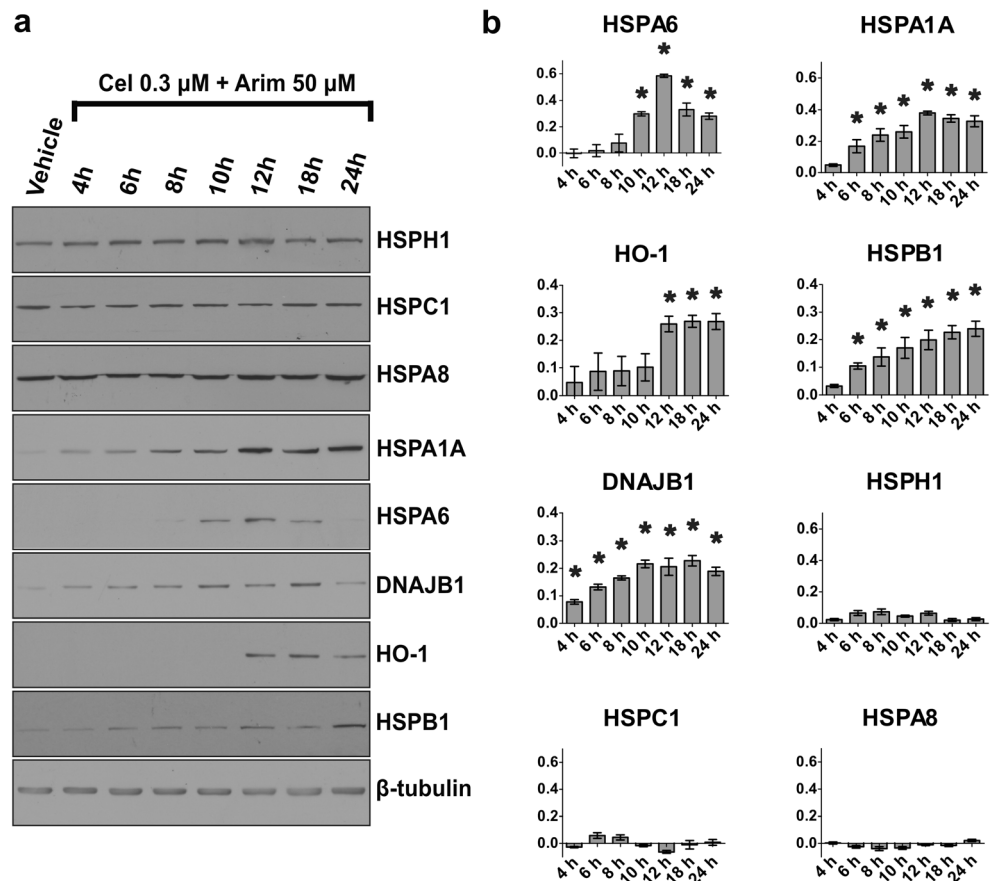 a
Cel 0.3 µM + Arim 50 µM
Vehicle 4h 6h 8h 10h 12h 18h 24h
HSPH1
HSPC1
HSPA8
HSPA1A
HSPA6
DNAJB1
HO-1
HSPB1
β-tubulin
b
HSPA6
* * * *
0.6
0.4
0.2
0.0
4 h 6 h 8 h 10 h 12 h 18 h 24 h
HSPA1A
* * * * * *
0.6
0.4
0.2
0.0
4 h 6 h 8 h 10 h 12 h 18 h 24 h
HO-1
* * *
0.4
0.3
0.2
0.1
0.0
4 h 6 h 8 h 10 h 12 h 18 h 24 h
HSPB1
* * * * * *
0.4
0.3
0.2
0.1
0.0
4 h 6 h 8 h 10 h 12 h 18 h 24 h
DNAJB1
* * * * * * *
0.4
0.3
0.2
0.1
0.0
4 h 6 h 8 h 10 h 12 h 18 h 24 h
HSPH1
0.6
0.4
0.2
0.0
4 h 6 h 8 h 10 h 12 h 18 h 24 h
HSPC1
0.6
0.4
0.2
0.0
4 h 6 h 8 h 10 h 12 h 18 h 24 h
HSPA8
0.6
0.4
0.2
0.0
4 h 6 h 8 h 10 h 12 h 18 h 24 h